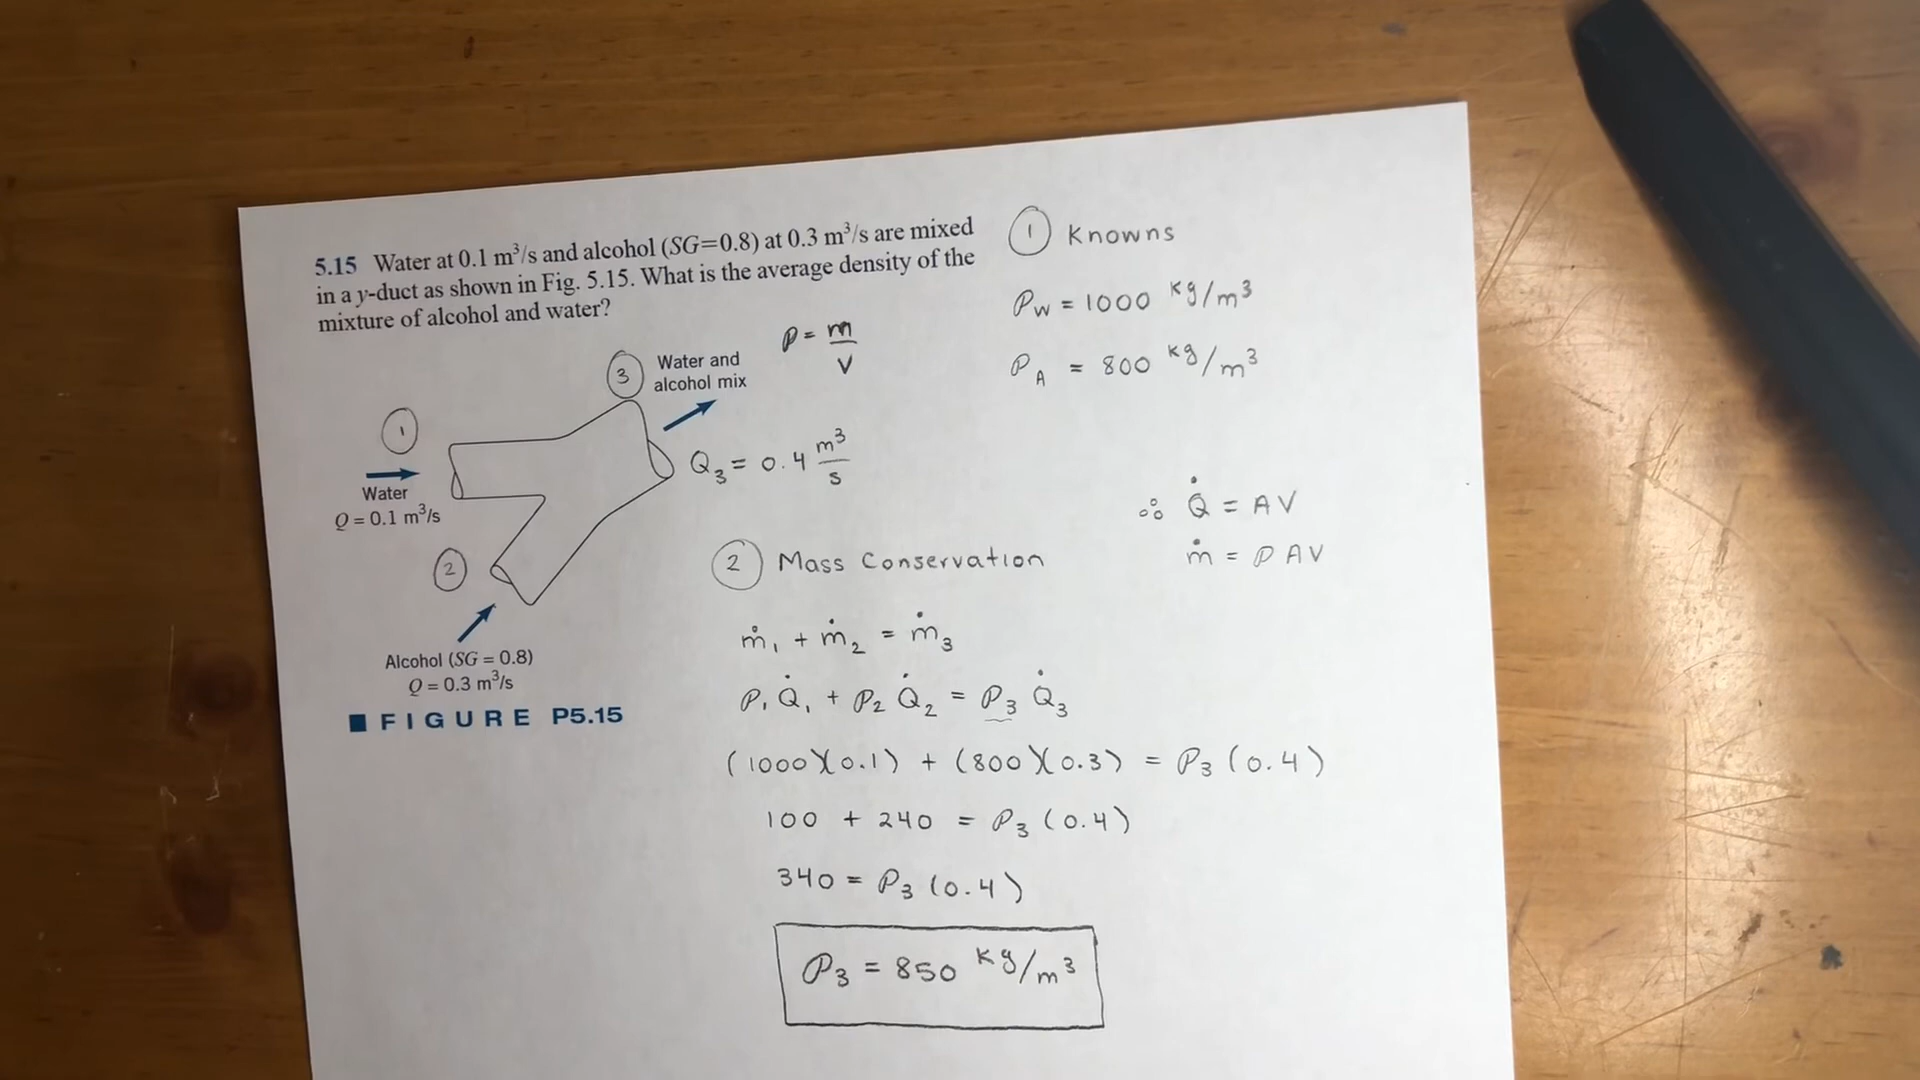 5.15 Water at 0.1 m³/s and alcohol (SG=0.8) at 0.3 m³/s are mixed
in a y-duct as shown in Fig. 5.15. What is the average density of the
mixture of alcohol and water?
ρ = m/V
3
Water and
alcohol mix
1
Water
Q = 0.1 m³/s
Q₃ = 0.4 m³/s
2
Alcohol (SG = 0.8)
Q = 0.3 m³/s
■ FIGURE P5.15
1 Knowns
ρw = 1000 kg/m³
ρA = 800 kg/m³
∴ Q̇ = AV
ṁ = ρAV
2 Mass Conservation
ṁ₁ + ṁ₂ = ṁ₃
ρ₁Q̇₁ + ρ₂Q̇₂ = ρ₃Q̇₃
(1000)(0.1) + (800)(0.3) = ρ₃(0.4)
100 + 240 = ρ₃(0.4)
340 = ρ₃(0.4)
ρ₃ = 850 kg/m³